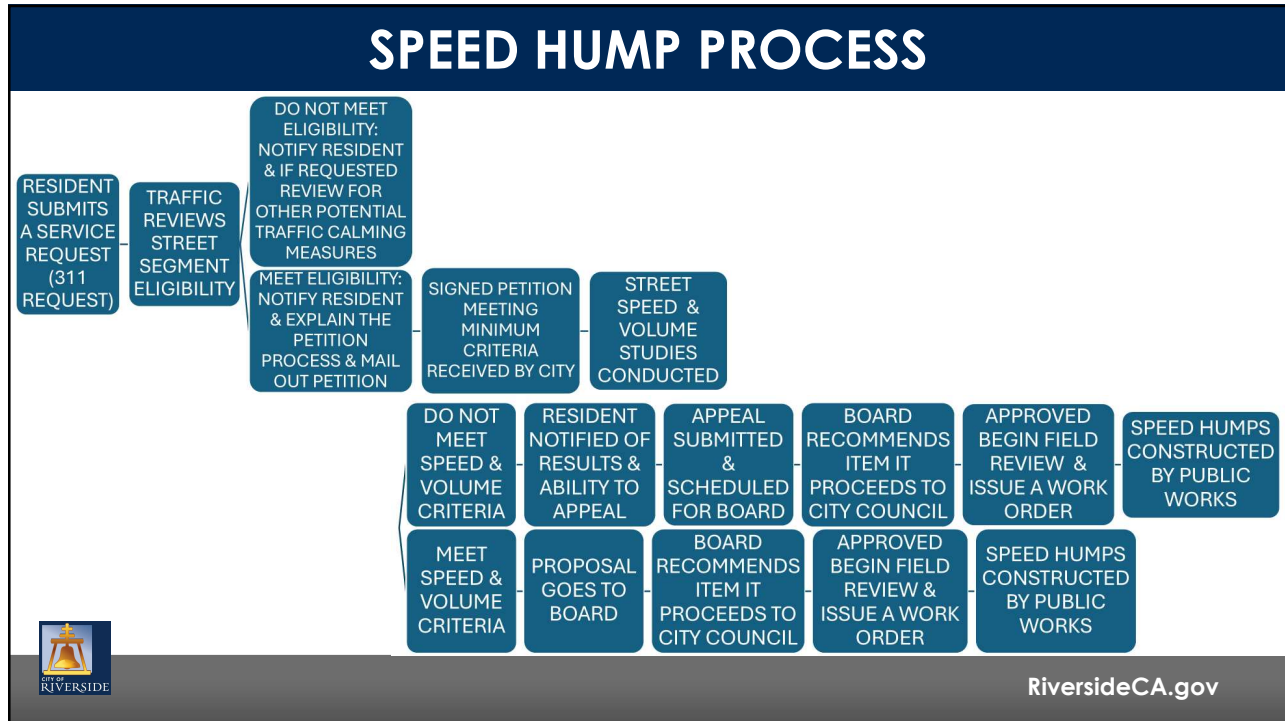 SPEED HUMP PROCESS
RESIDENT
SUBMITS
A SERVICE
REQUEST
(311
REQUEST)
TRAFFIC
REVIEWS
STREET
SEGMENT
ELIGIBILITY
DO NOT MEET
ELIGIBILITY:
NOTIFY RESIDENT
& IF REQUESTED
REVIEW FOR
OTHER POTENTIAL
TRAFFIC CALMING
MEASURES
MEET ELIGIBILITY:
NOTIFY RESIDENT
& EXPLAIN THE
PETITION
PROCESS & MAIL
OUT PETITION
SIGNED PETITION
MEETING
MINIMUM
CRITERIA
RECEIVED BY CITY
STREET
SPEED &
VOLUME
STUDIES
CONDUCTED
DO NOT
MEET
SPEED &
VOLUME
CRITERIA
RESIDENT
NOTIFIED OF
RESULTS &
ABILITY TO
APPEAL
APPEAL
SUBMITTED
&
SCHEDULED
FOR BOARD
BOARD
RECOMMENDS
ITEM IT
PROCEEDS TO
CITY COUNCIL
APPROVED
BEGIN FIELD
REVIEW &
ISSUE A WORK
ORDER
SPEED HUMPS
CONSTRUCTED
BY PUBLIC
WORKS
MEET
SPEED &
VOLUME
CRITERIA
PROPOSAL
GOES TO
BOARD
BOARD
RECOMMENDS
ITEM IT
PROCEEDS TO
CITY COUNCIL
APPROVED
BEGIN FIELD
REVIEW &
ISSUE A WORK
ORDER
SPEED HUMPS
CONSTRUCTED
BY PUBLIC
WORKS
CITY OF
RIVERSIDE
RiversideCA.gov